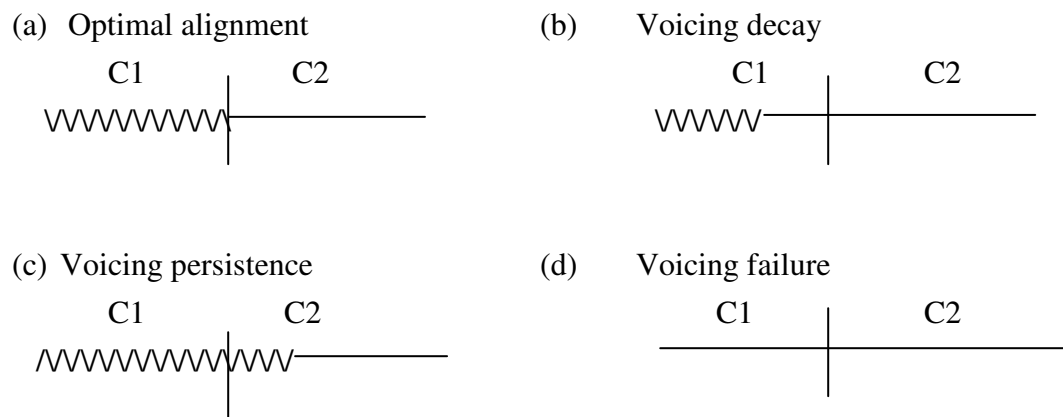 (a) Optimal alignment
C1 C2
(b) Voicing decay
C1 C2
(c) Voicing persistence
C1 C2
(d) Voicing failure
C1 C2